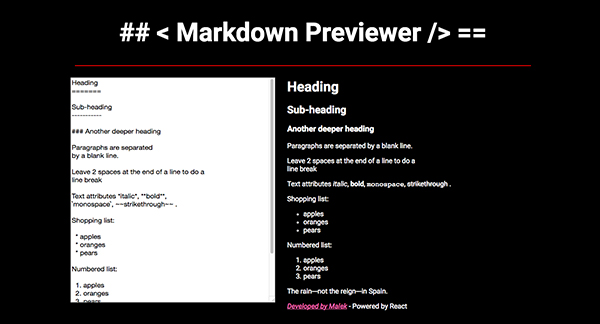 ## < Markdown Previewer /> ==
Heading
=======
Sub-heading
-----------
### Another deeper heading
Paragraphs are separated
by a blank line.
Leave 2 spaces at the end of a line to do a
line break
Text attributes *italic*, **bold**,
`monospace`, ~~strikethrough~~ .
Shopping list:
* apples
* oranges
* pears
Numbered list:
1. apples
2. oranges
3. pears
Heading
Sub-heading
Another deeper heading
Paragraphs are separated by a blank line.
Leave 2 spaces at the end of a line to do a
line break
Text attributes italic, bold, monospace, strikethrough .
Shopping list:
• apples
• oranges
• pears
Numbered list:
1. apples
2. oranges
3. pears
The rain—not the reign—in Spain.
Developed by Malek - Powered by React